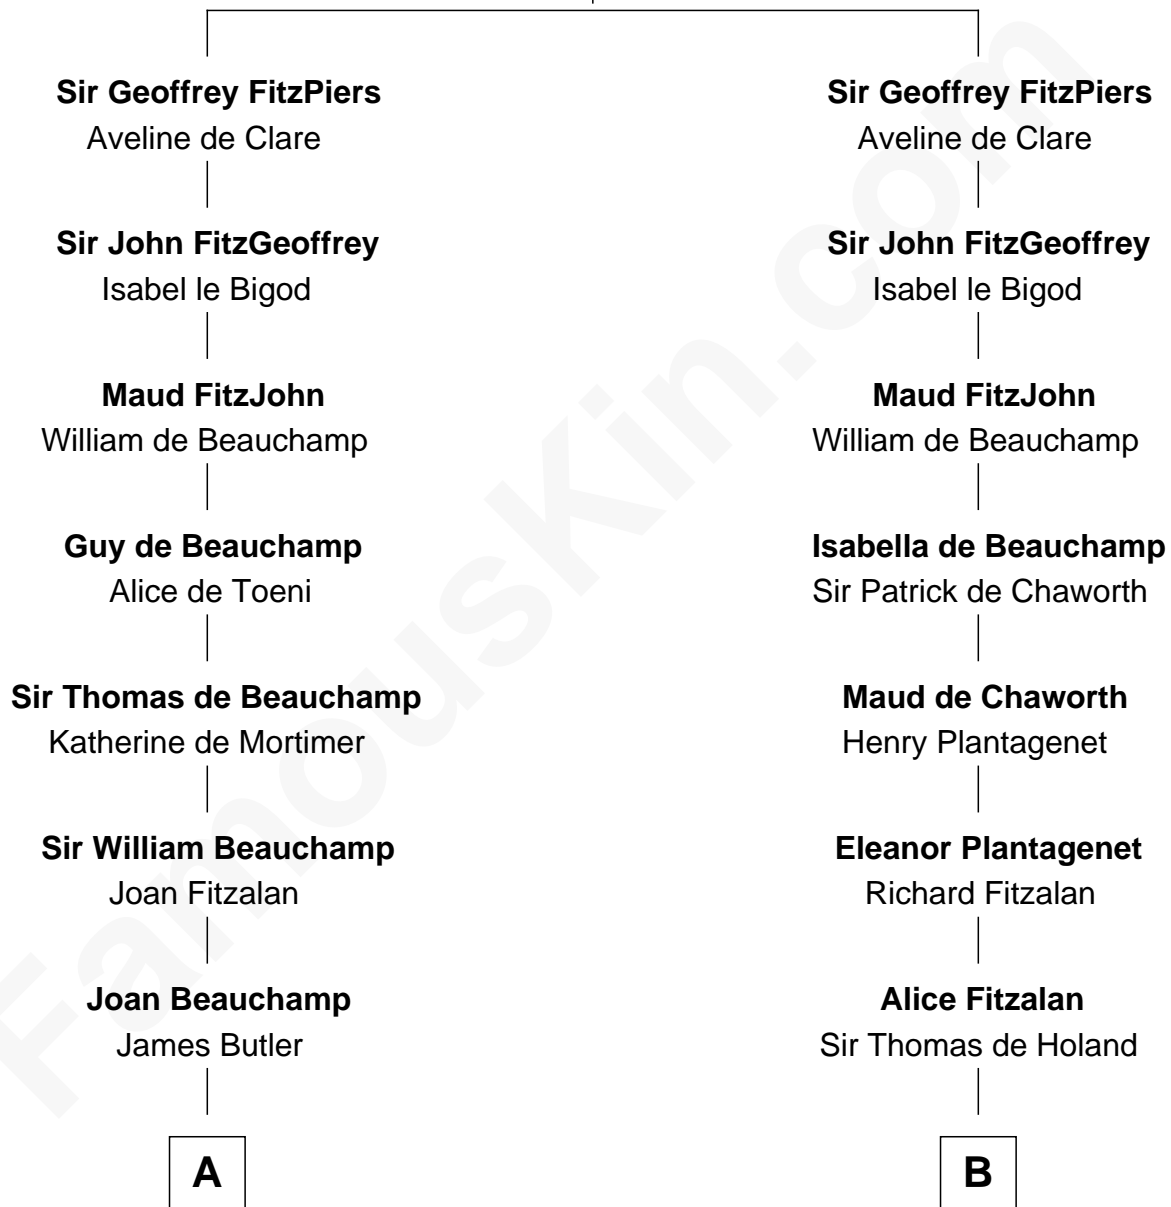 Sir Geoffrey FitzPiers
Aveline de Clare
Sir John FitzGeoffrey
Isabel le Bigod
Maud FitzJohn
William de Beauchamp
Guy de Beauchamp
Alice de Toeni
Sir Thomas de Beauchamp
Katherine de Mortimer
Sir William Beauchamp
Joan Fitzalan
Joan Beauchamp
James Butler
A
Sir Geoffrey FitzPiers
Aveline de Clare
Sir John FitzGeoffrey
Isabel le Bigod
Maud FitzJohn
William de Beauchamp
Isabella de Beauchamp
Sir Patrick de Chaworth
Maud de Chaworth
Henry Plantagenet
Eleanor Plantagenet
Richard Fitzalan
Alice Fitzalan
Sir Thomas de Holand
B
FamousKin.com